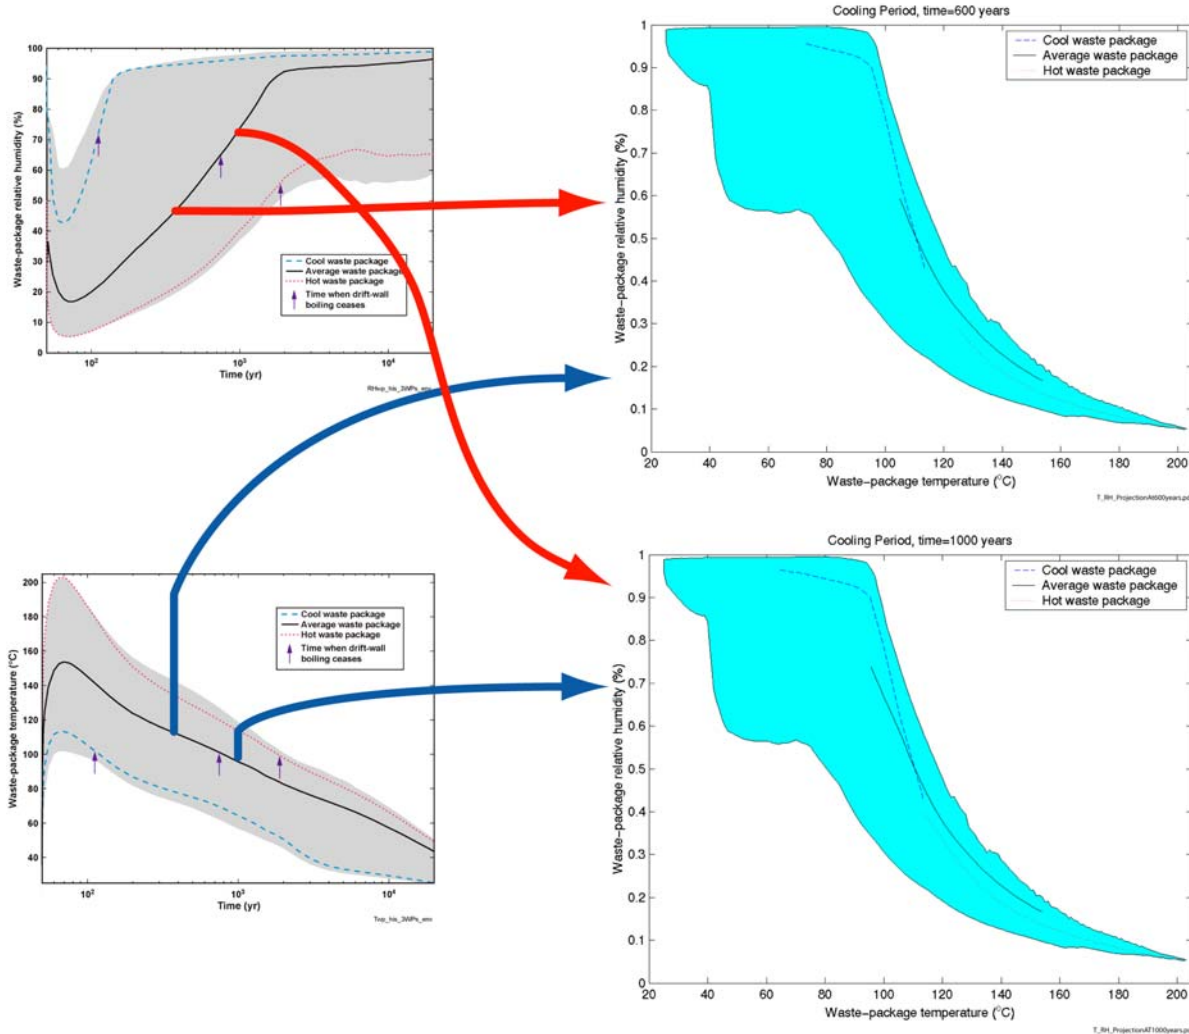 100
90
80
70
60
50
40
30
20
10
0
Waste-package relative humidity (%)
Cool waste package
Average waste package
Hot waste package
Time when drift-wall
boiling ceases
10²
10³
10⁴
Time (yr)
RHwp_hls_3WPs_env
Cooling Period, time=600 years
1
0.9
0.8
0.7
0.6
0.5
0.4
0.3
0.2
0.1
0
Waste-package relative humidity (%)
Cool waste package
Average waste package
Hot waste package
20 40 60 80 100 120 140 160 180 200
Waste-package temperature (°C)
T_RH_ProjectionAt600years.pd
200
180
160
140
120
100
80
60
40
Waste-package temperature (°C)
Cool waste package
Average waste package
Hot waste package
Time when drift-wall
boiling ceases
10²
10³
10⁴
Time (yr)
Twp_hls_3WPs_env
Cooling Period, time=1000 years
1
0.9
0.8
0.7
0.6
0.5
0.4
0.3
0.2
0.1
0
Waste-package relative humidity (%)
Cool waste package
Average waste package
Hot waste package
20 40 60 80 100 120 140 160 180 200
Waste-package temperature (°C)
T_RH_ProjectionAT1000years.pd